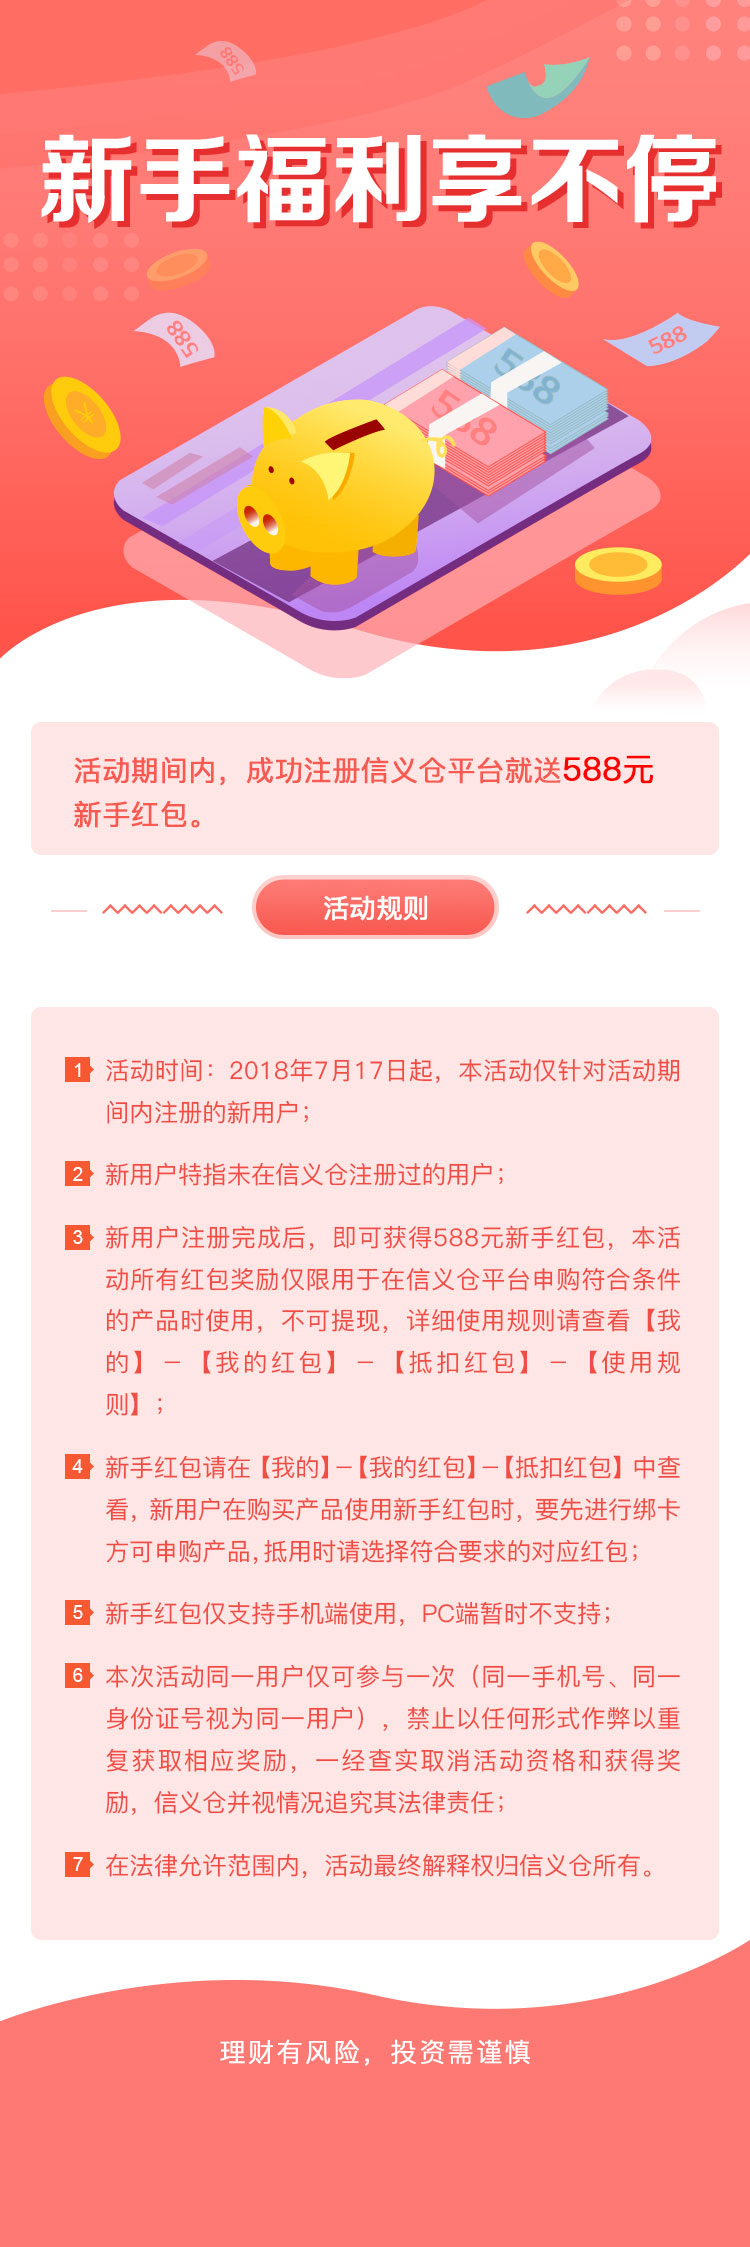 588
新手福利享不停
588
588
588
588
活动期间内，成功注册信义仓平台就送588元
新手红包。
活动规则
1 活动时间：2018年7月17日起，本活动仅针对活动期
间内注册的新用户；
2 新用户特指未在信义仓注册过的用户；
3 新用户注册完成后，即可获得588元新手红包，本活
动所有红包奖励仅限用于在信义仓平台申购符合条件
的产品时使用，不可提现，详细使用规则请查看【我
的】－【我的红包】－【抵扣红包】－【使用规
则】；
4 新手红包请在【我的】－【我的红包】－【抵扣红包】中查
看，新用户在购买产品使用新手红包时，要先进行绑卡
方可申购产品，抵用时请选择符合要求的对应红包；
5 新手红包仅支持手机端使用，PC端暂时不支持；
6 本次活动同一用户仅可参与一次（同一手机号、同一
身份证号视为同一用户），禁止以任何形式作弊以重
复获取相应奖励，一经查实取消活动资格和获得奖
励，信义仓并视情况追究其法律责任；
7 在法律允许范围内，活动最终解释权归信义仓所有。
理财有风险，投资需谨慎